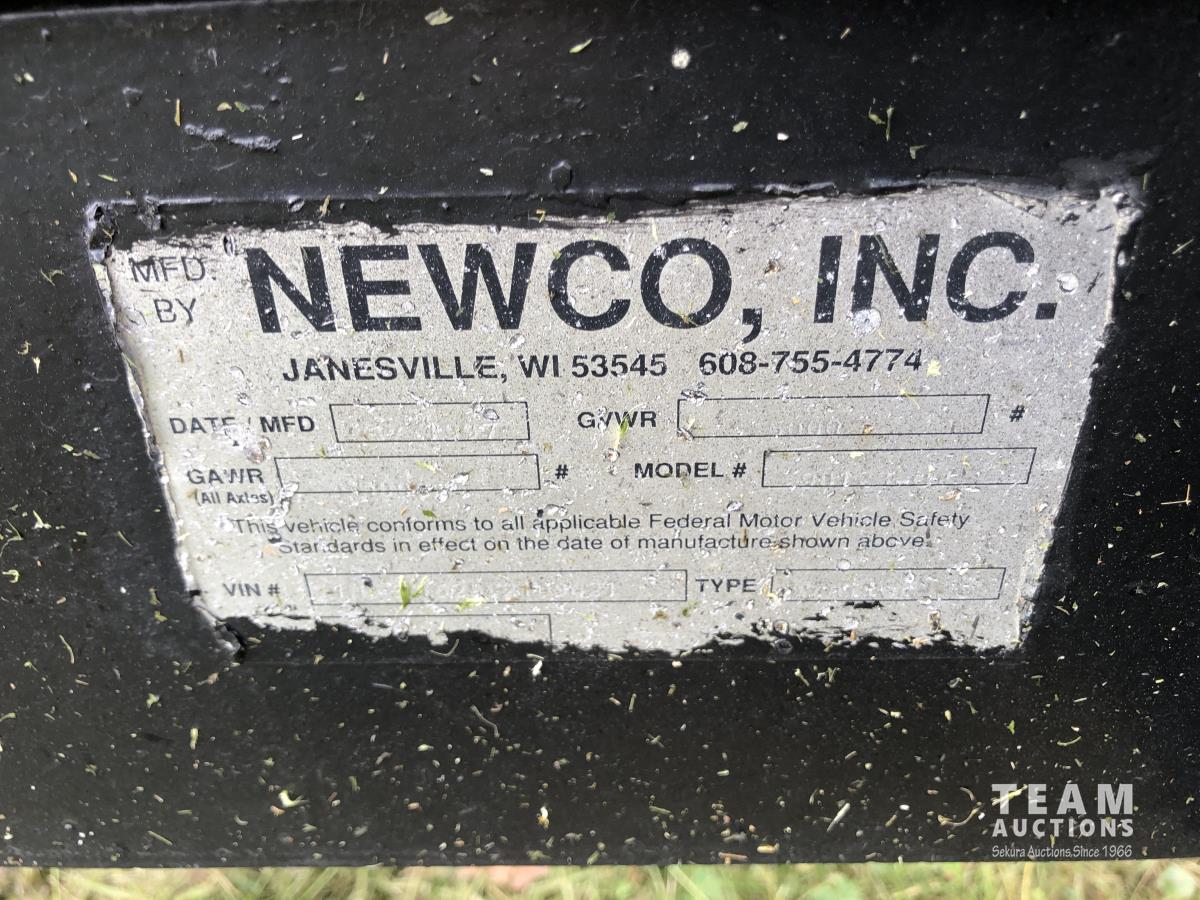 MFD. BY NEWCO, INC.
JANESVILLE, WI 53545 608-755-4774
DATE / MFD GVWR #
GAWR # MODEL #
(All Axles)
This vehicle conforms to all applicable Federal Motor Vehicle Safety
Standards in effect on the date of manufacture shown above.
VIN # TYPE
TEAM
AUCTIONS
Sekura Auctions Since 1966